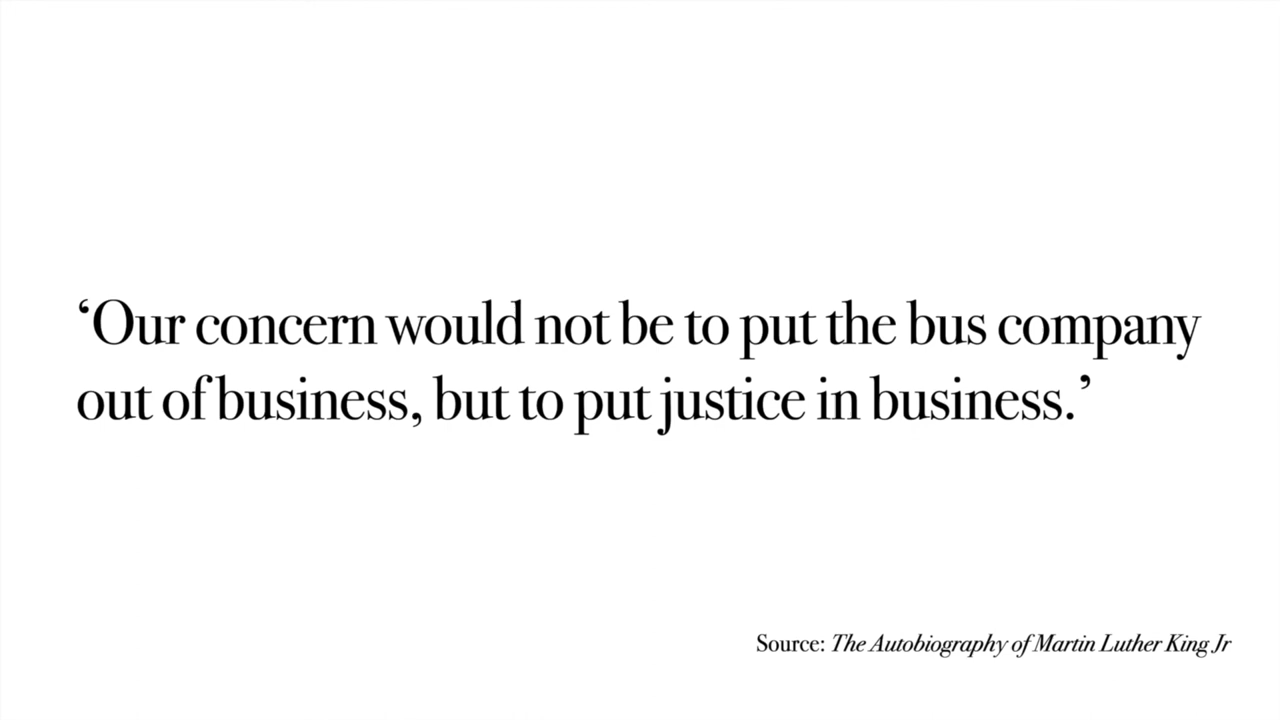 ‘Our concern would not be to put the bus company
out of business, but to put justice in business.’
Source: The Autobiography of Martin Luther King Jr